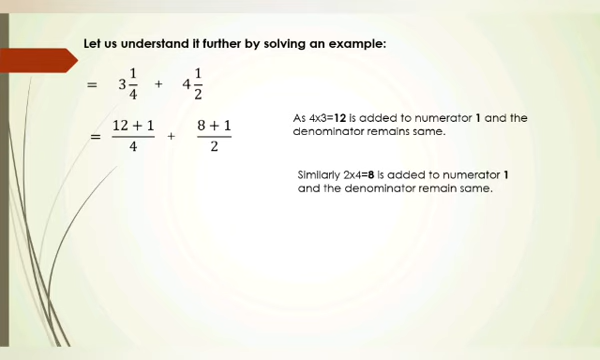 Let us understand it further by solving an example:
= 3 1/4 + 4 1/2
= (12 + 1)/4 + (8 + 1)/2
As 4x3=12 is added to numerator 1 and the
denominator remains same.
Similarly 2x4=8 is added to numerator 1
and the denominator remain same.